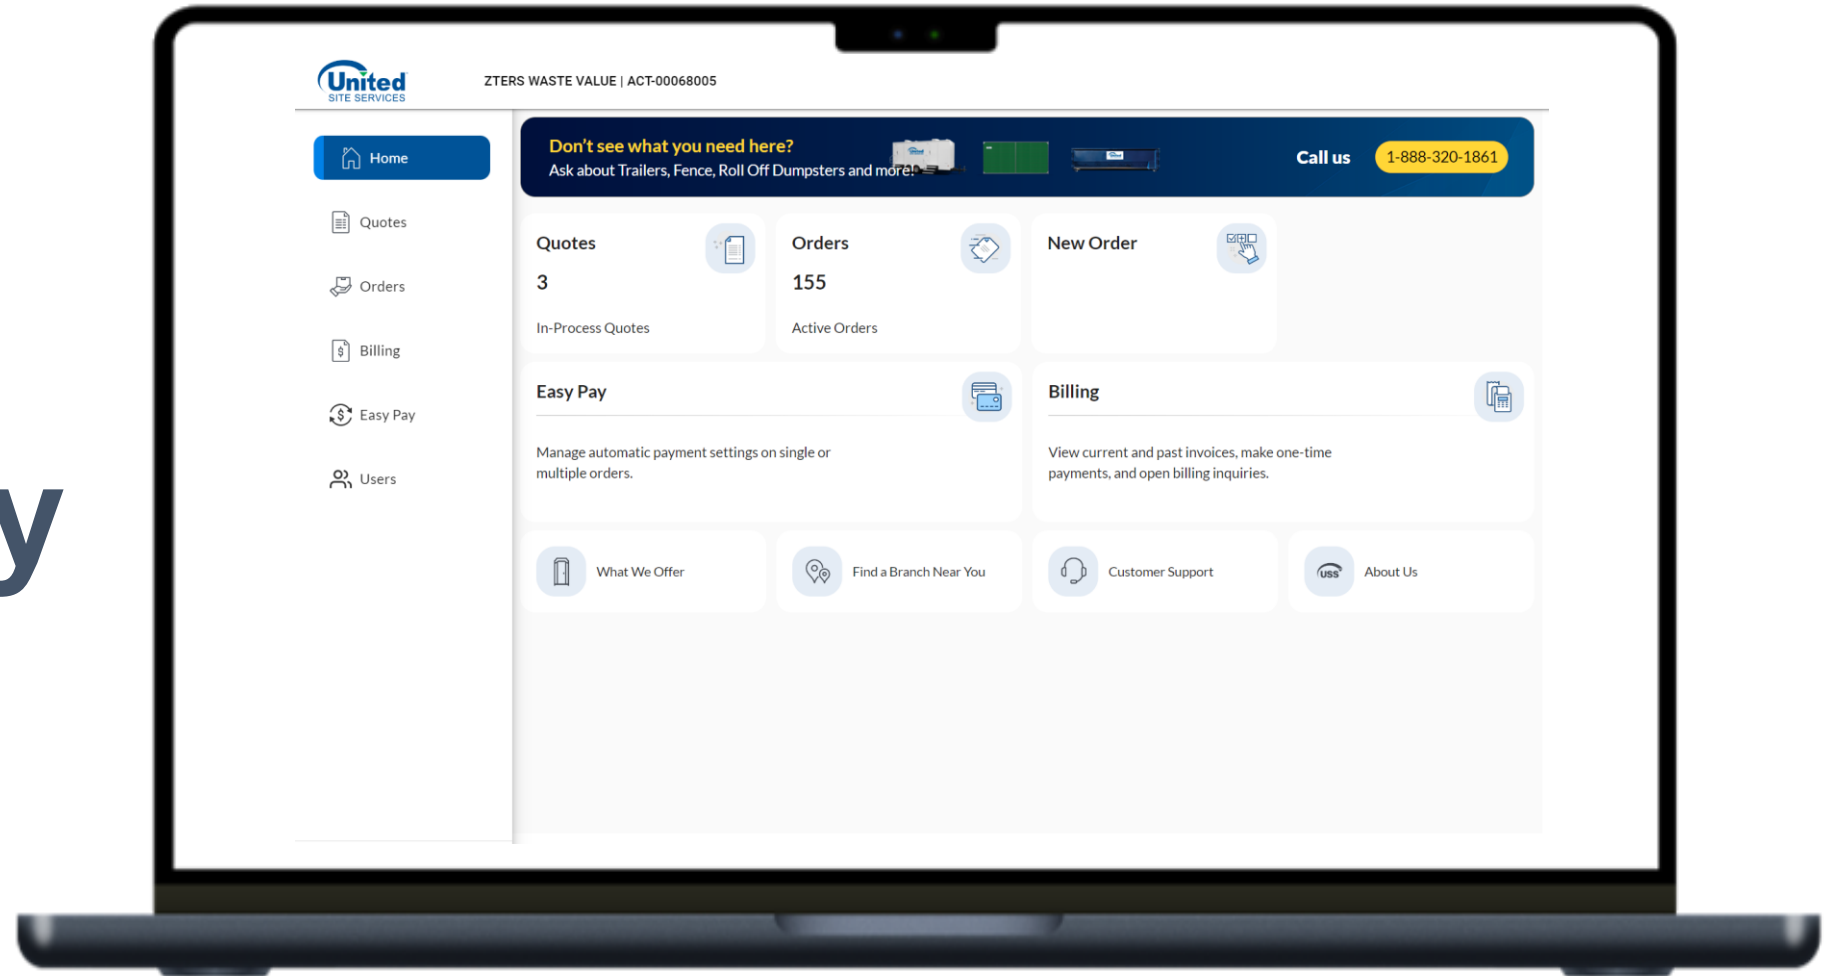 United
SITE SERVICES
ZTERS WASTE VALUE | ACT-00068005
Home
Quotes
Orders
Billing
Easy Pay
Users
Don't see what you need here?
Ask about Trailers, Fence, Roll Off Dumpsters and more!
Call us
1-888-320-1861
Quotes
3
In-Process Quotes
Orders
155
Active Orders
New Order
Easy Pay
Manage automatic payment settings on single or
multiple orders.
Billing
View current and past invoices, make one-time
payments, and open billing inquiries.
What We Offer
Find a Branch Near You
Customer Support
USS
About Us
y